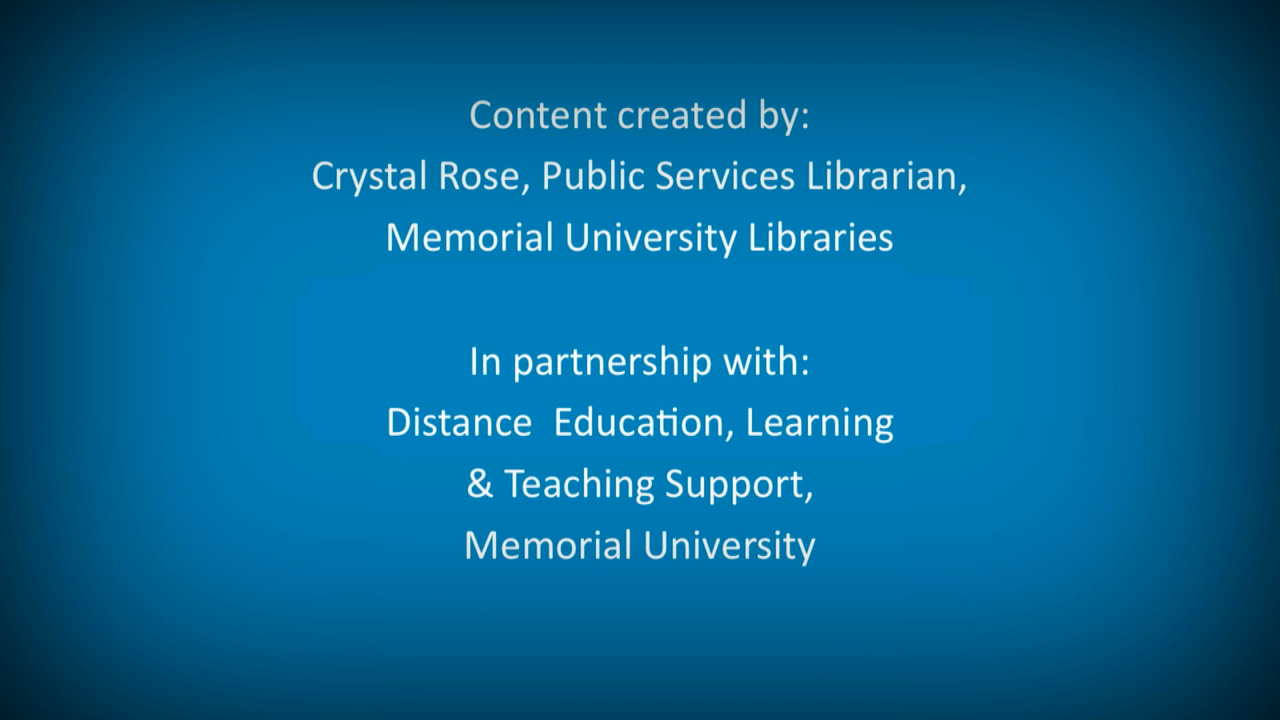 Content created by:
Crystal Rose, Public Services Librarian,
Memorial University Libraries
In partnership with:
Distance  Education, Learning
& Teaching Support,
Memorial University